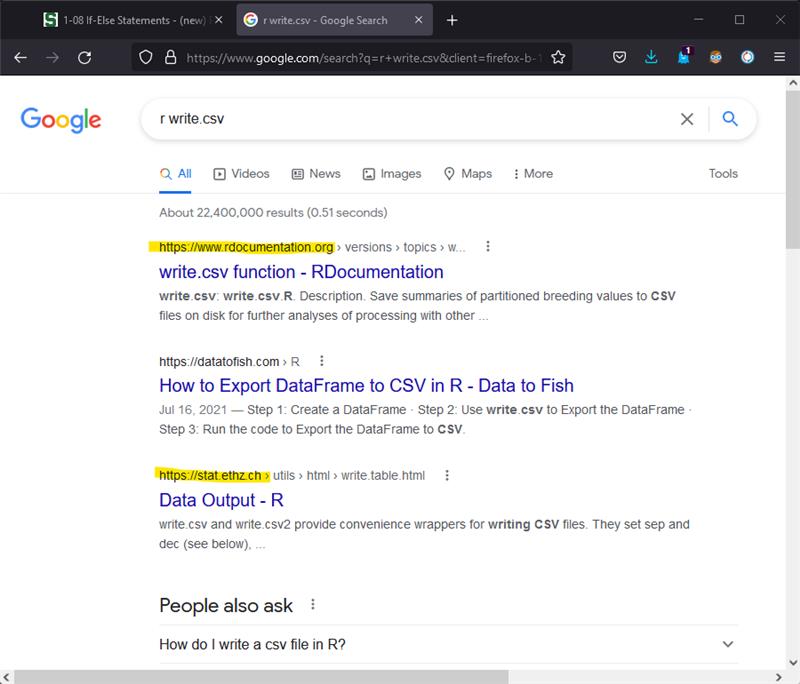 1-08 If-Else Statements - (new)
r write.csv - Google Search
https://www.google.com/search?q=r+write.csv&client=firefox-b-1
1
Google
r write.csv
All
Videos
News
Images
Maps
More
Tools
About 22,400,000 results (0.51 seconds)
https://www.rdocumentation.org › versions › topics › w...
write.csv function - RDocumentation
write.csv: write.csv.R. Description. Save summaries of partitioned breeding values to CSV
files on disk for further analyses of processing with other ...
https://datatofish.com › R
How to Export DataFrame to CSV in R - Data to Fish
Jul 16, 2021 — Step 1: Create a DataFrame · Step 2: Use write.csv to Export the DataFrame ·
Step 3: Run the code to Export the DataFrame to CSV.
https://stat.ethz.ch › utils › html › write.table.html
Data Output - R
write.csv and write.csv2 provide convenience wrappers for writing CSV files. They set sep and
dec (see below), ...
People also ask
How do I write a csv file in R?